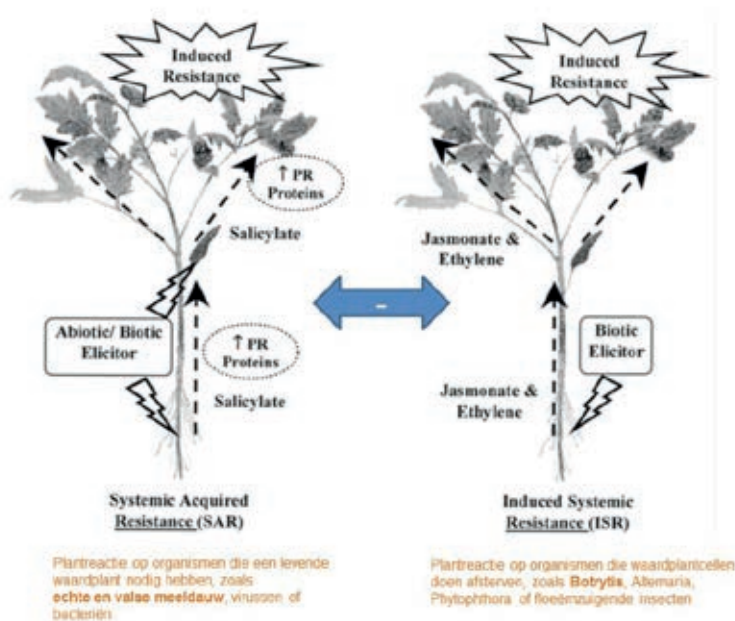 Induced
Resistance
↑ PR
Proteins
Salicylate
Abiotic/ Biotic
Elicitor
↑ PR
Proteins
Salicylate
Systemic Acquired
Resistance (SAR)
Plantreactie op organismen die een levende
waardplant nodig hebben, zoals
echte en valse meeldauw, virussen of
bacteriën
–
Induced
Resistance
Jasmonate &
Ethylene
Biotic
Elicitor
Jasmonate &
Ethylene
Induced Systemic
Resistance (ISR)
Plantreactie op organismen die waardplantcellen
doen afsterven, zoals Botrytis, Alternaria,
Phytophthora of floeëmzuigende insecten